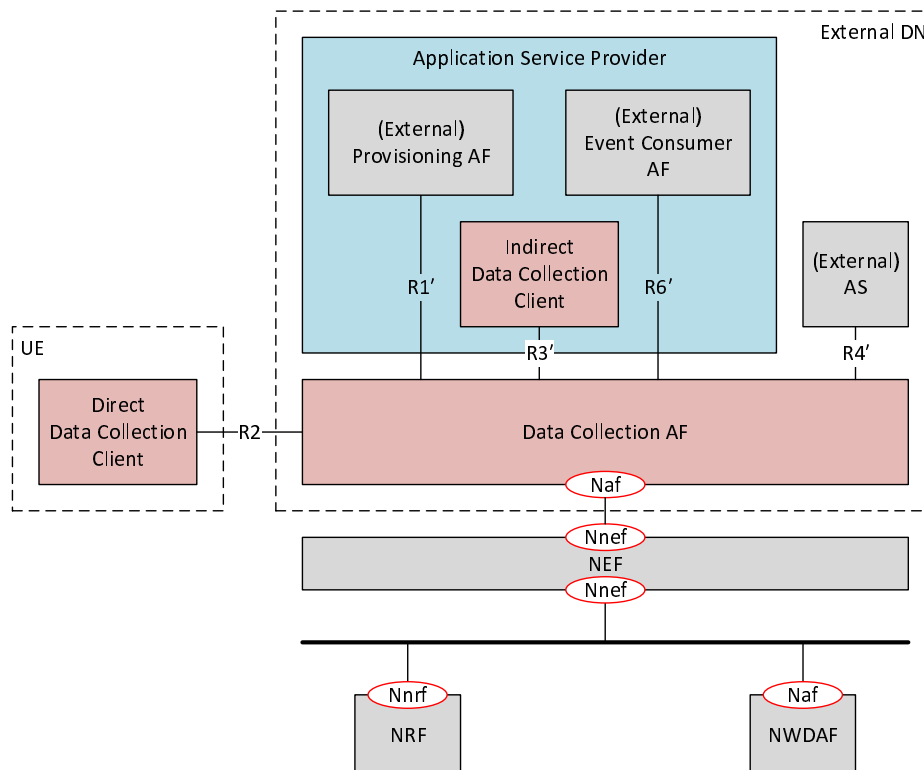 External DN
Application Service Provider
(External)
Provisioning AF
(External)
Event Consumer
AF
Indirect
Data Collection
Client
(External)
AS
R1’
R6’
R3’
R4’
UE
Direct
Data Collection
Client
R2
Data Collection AF
Naf
Nnef
NEF
Nnef
Nnrf
NRF
Naf
NWDAF